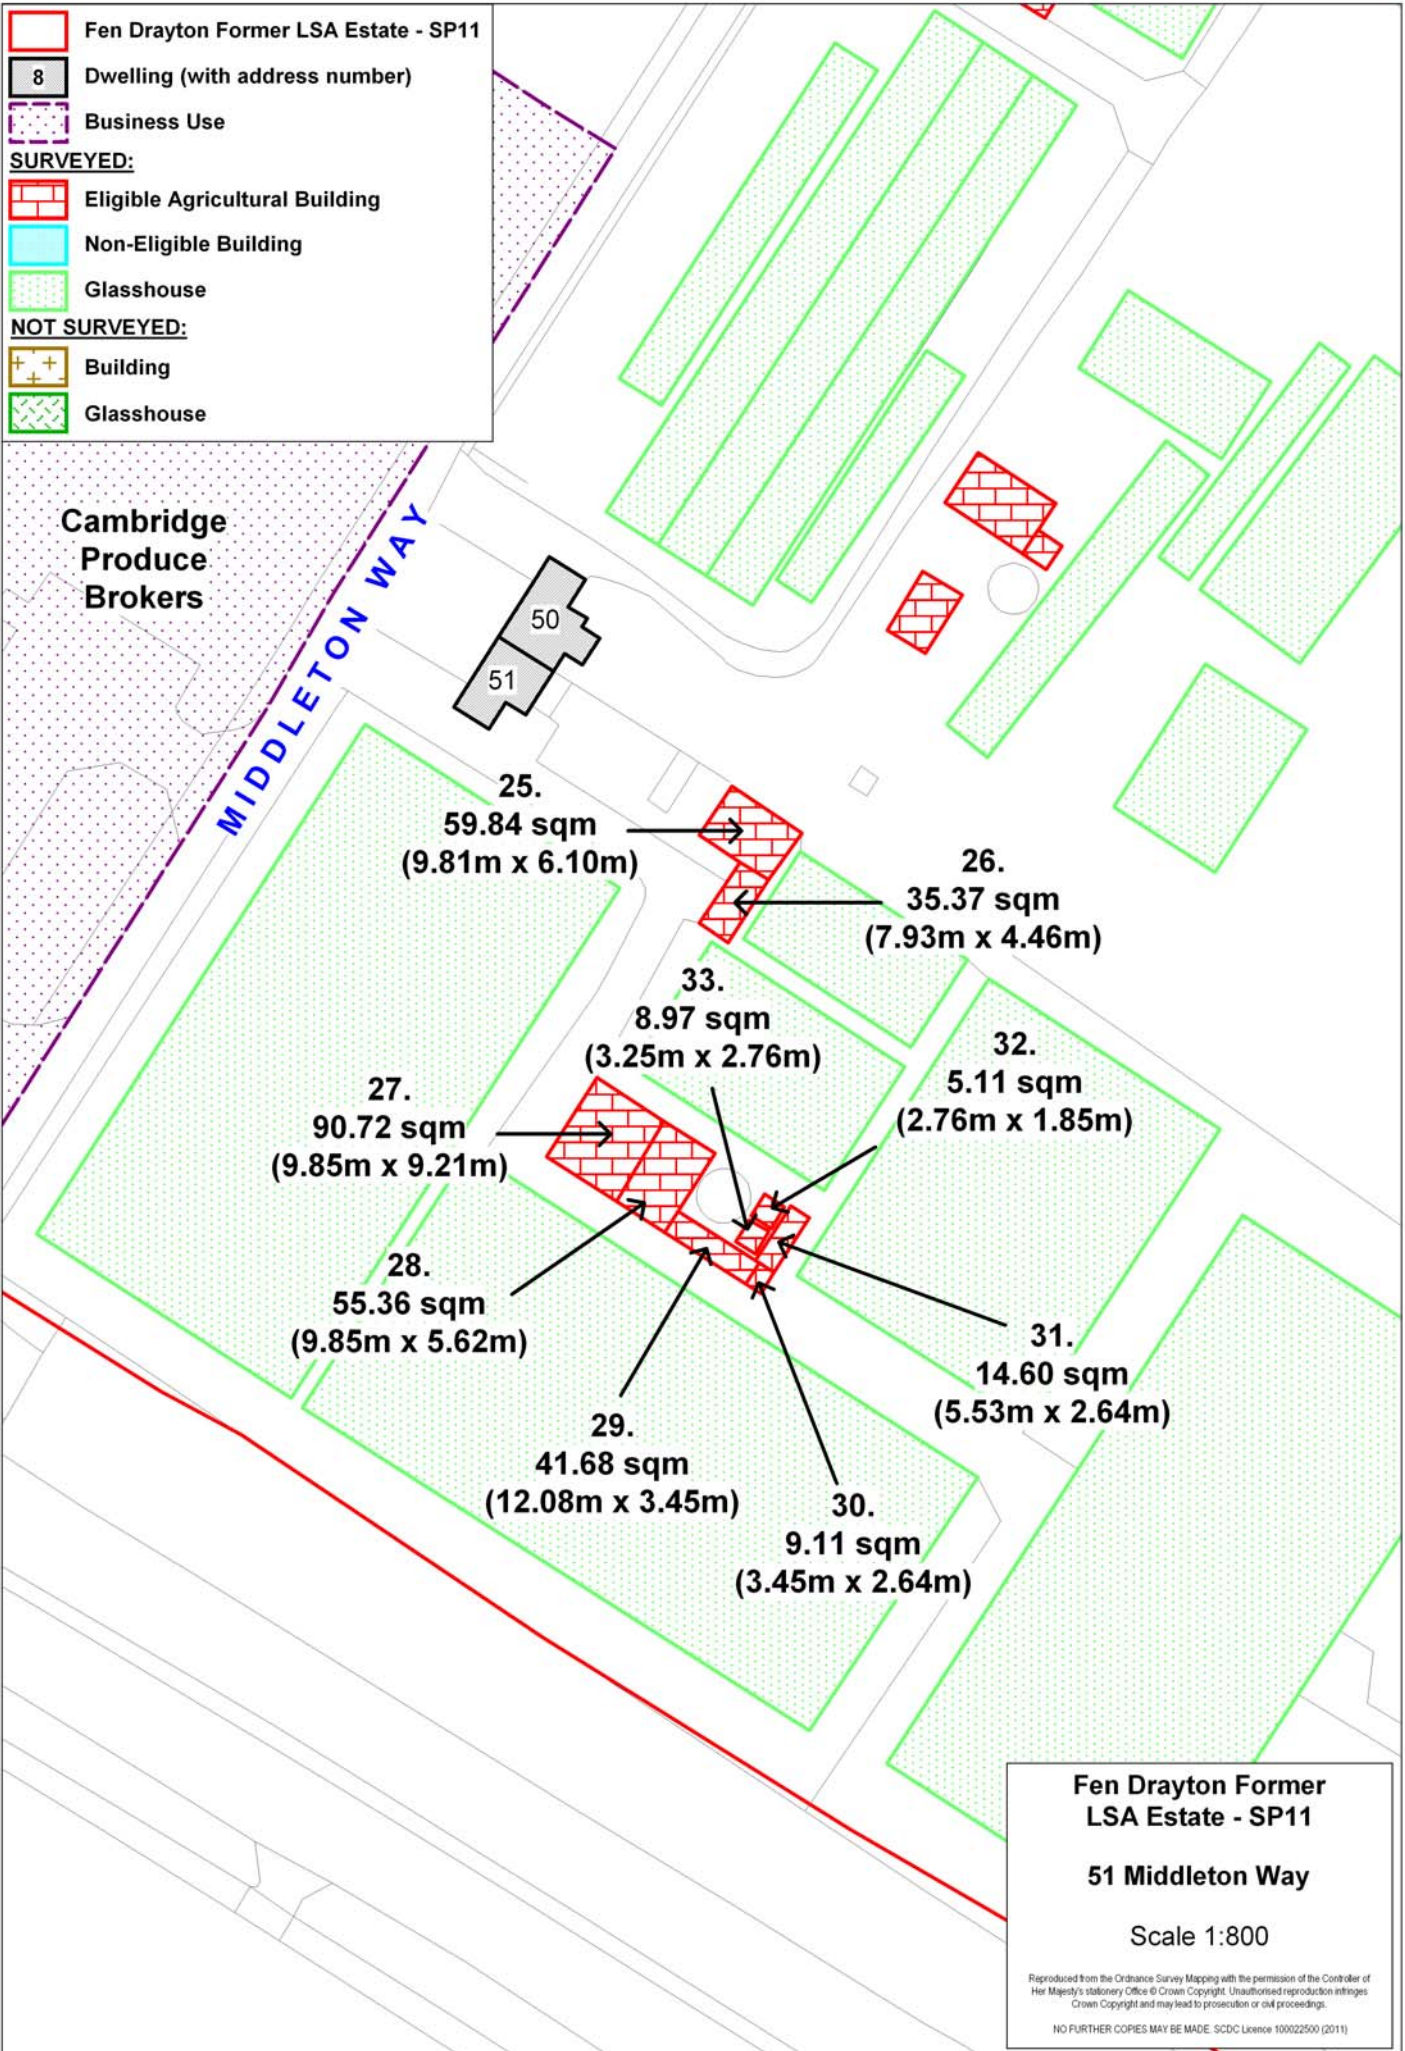 Fen Drayton Former LSA Estate - SP11
8 Dwelling (with address number)
Business Use
SURVEYED:
Eligible Agricultural Building
Non-Eligible Building
Glasshouse
NOT SURVEYED:
Building
Glasshouse
Cambridge
Produce
Brokers
MIDDLETON WAY
50
51
25.
59.84 sqm
(9.81m x 6.10m)
26.
35.37 sqm
(7.93m x 4.46m)
33.
8.97 sqm
(3.25m x 2.76m)
32.
5.11 sqm
(2.76m x 1.85m)
27.
90.72 sqm
(9.85m x 9.21m)
28.
55.36 sqm
(9.85m x 5.62m)
31.
14.60 sqm
(5.53m x 2.64m)
29.
41.68 sqm
(12.08m x 3.45m)
30.
9.11 sqm
(3.45m x 2.64m)
Fen Drayton Former
LSA Estate - SP11
51 Middleton Way
Scale 1:800
Reproduced from the Ordnance Survey Mapping with the permission of the Controller of
Her Majesty's stationery Office © Crown Copyright. Unauthorised reproduction infringes
Crown Copyright and may lead to prosecution or civil proceedings.
NO FURTHER COPIES MAY BE MADE. SCDC Licence 100022500 (2011)